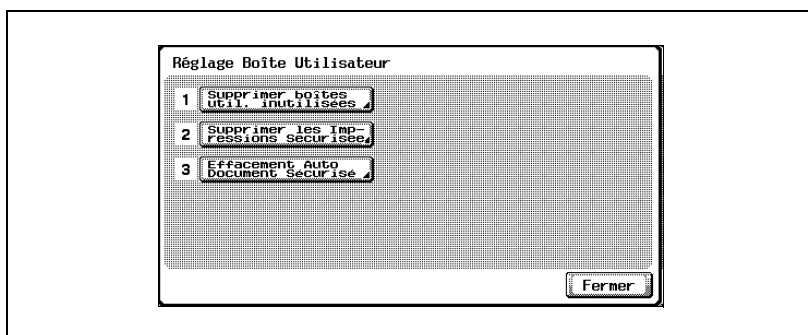 Réglage Boîte Utilisateur
1 Supprimer boîtes
util. inutilisées
2 Supprimer les Imp-
ressions Sécurisée
3 Effacement Auto
Document Sécurisé
Fermer